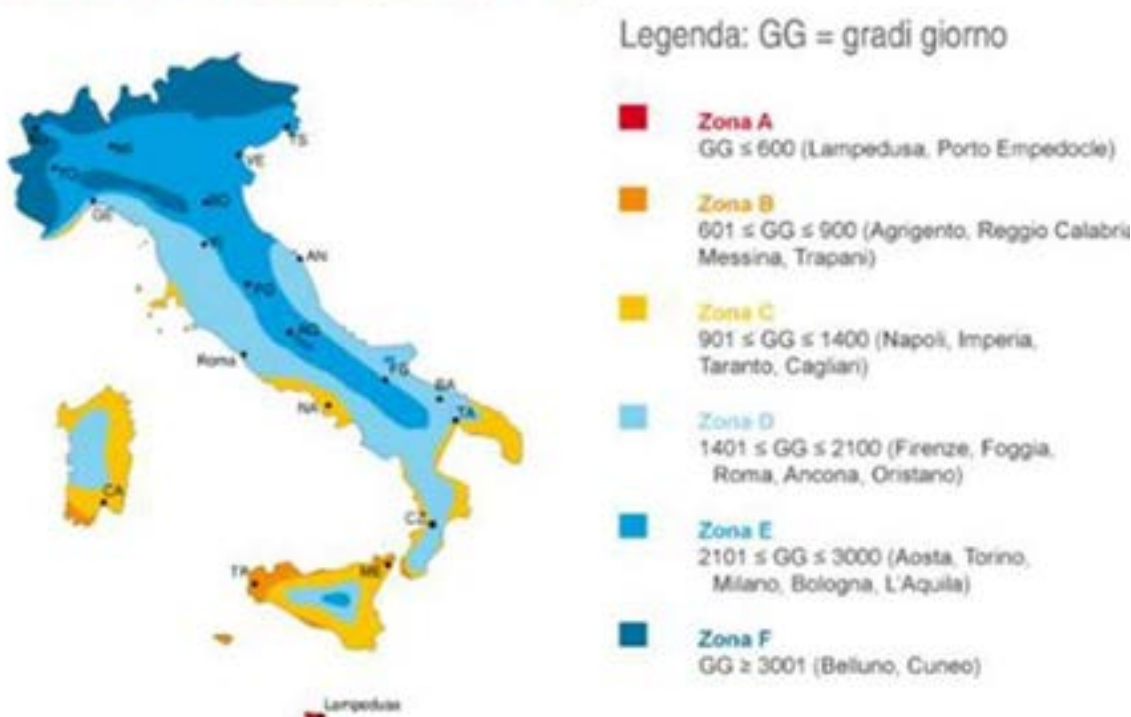 Legenda: GG = gradi giorno
Zona A
GG ≤ 600 (Lampedusa, Porto Empedocle)
Zona B
601 ≤ GG ≤ 900 (Agrigento, Reggio Calabria
Messina, Trapani)
Zona C
901 ≤ GG ≤ 1400 (Napoli, Imperia,
Taranto, Cagliari)
Zona D
1401 ≤ GG ≤ 2100 (Firenze, Foggia,
Roma, Ancona, Oristano)
Zona E
2101 ≤ GG ≤ 3000 (Aosta, Torino,
Milano, Bologna, L'Aquila)
Zona F
GG ≥ 3001 (Belluno, Cuneo)
TS
VE
TO
GE
BO
AN
Roma
FG
BA
NA
TA
CA
CZ
TR
ME
Lampedusa